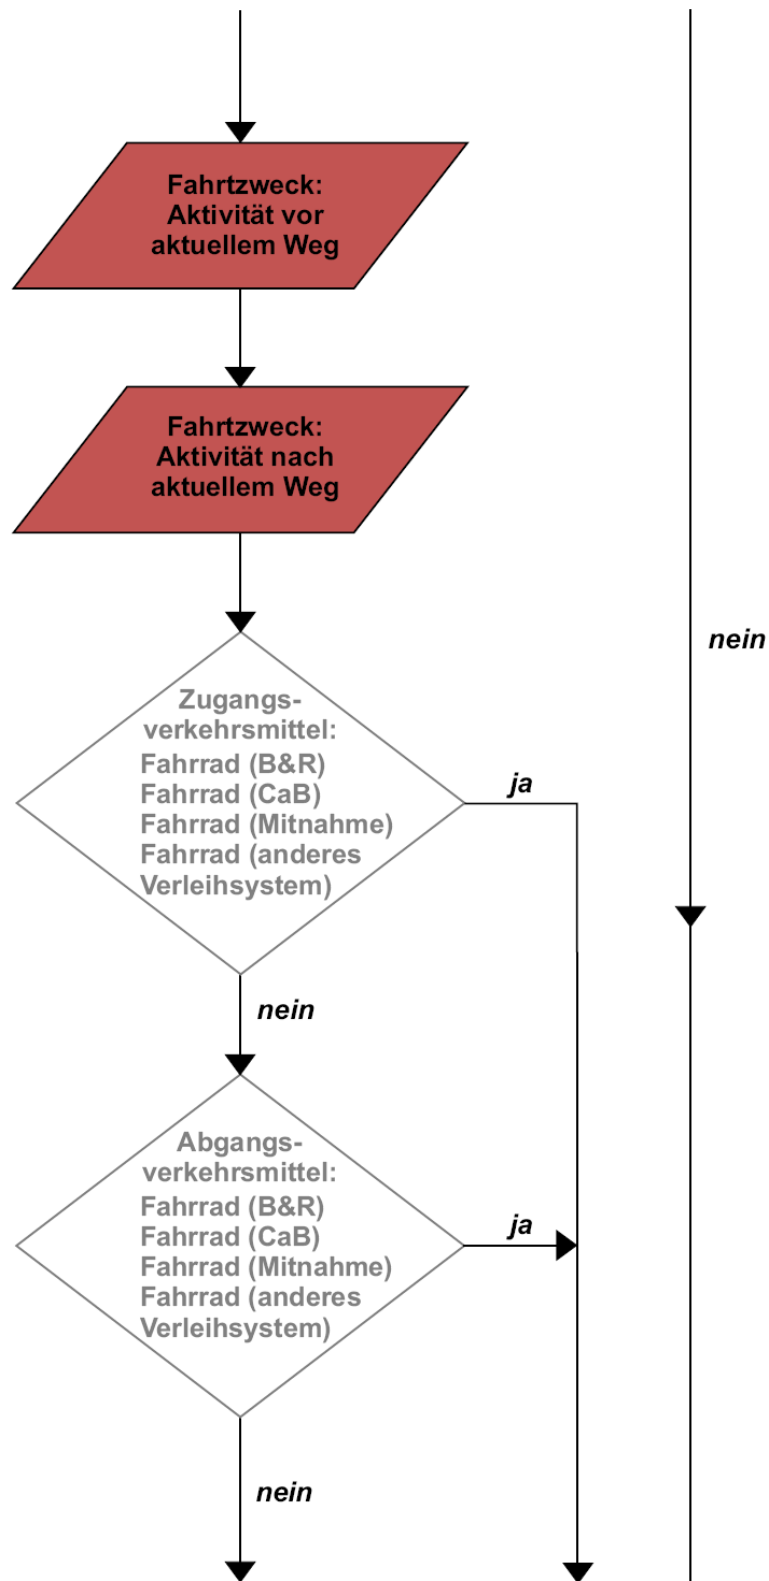 Fahrtzweck:
Aktivität vor
aktuellem Weg
Fahrtzweck:
Aktivität nach
aktuellem Weg
nein
Zugangs-
verkehrsmittel:
Fahrrad (B&R)
Fahrrad (CaB)
Fahrrad (Mitnahme)
Fahrrad (anderes
Verleihsystem)
ja
nein
Abgangs-
verkehrsmittel:
Fahrrad (B&R)
Fahrrad (CaB)
Fahrrad (Mitnahme)
Fahrrad (anderes
Verleihsystem)
ja
nein